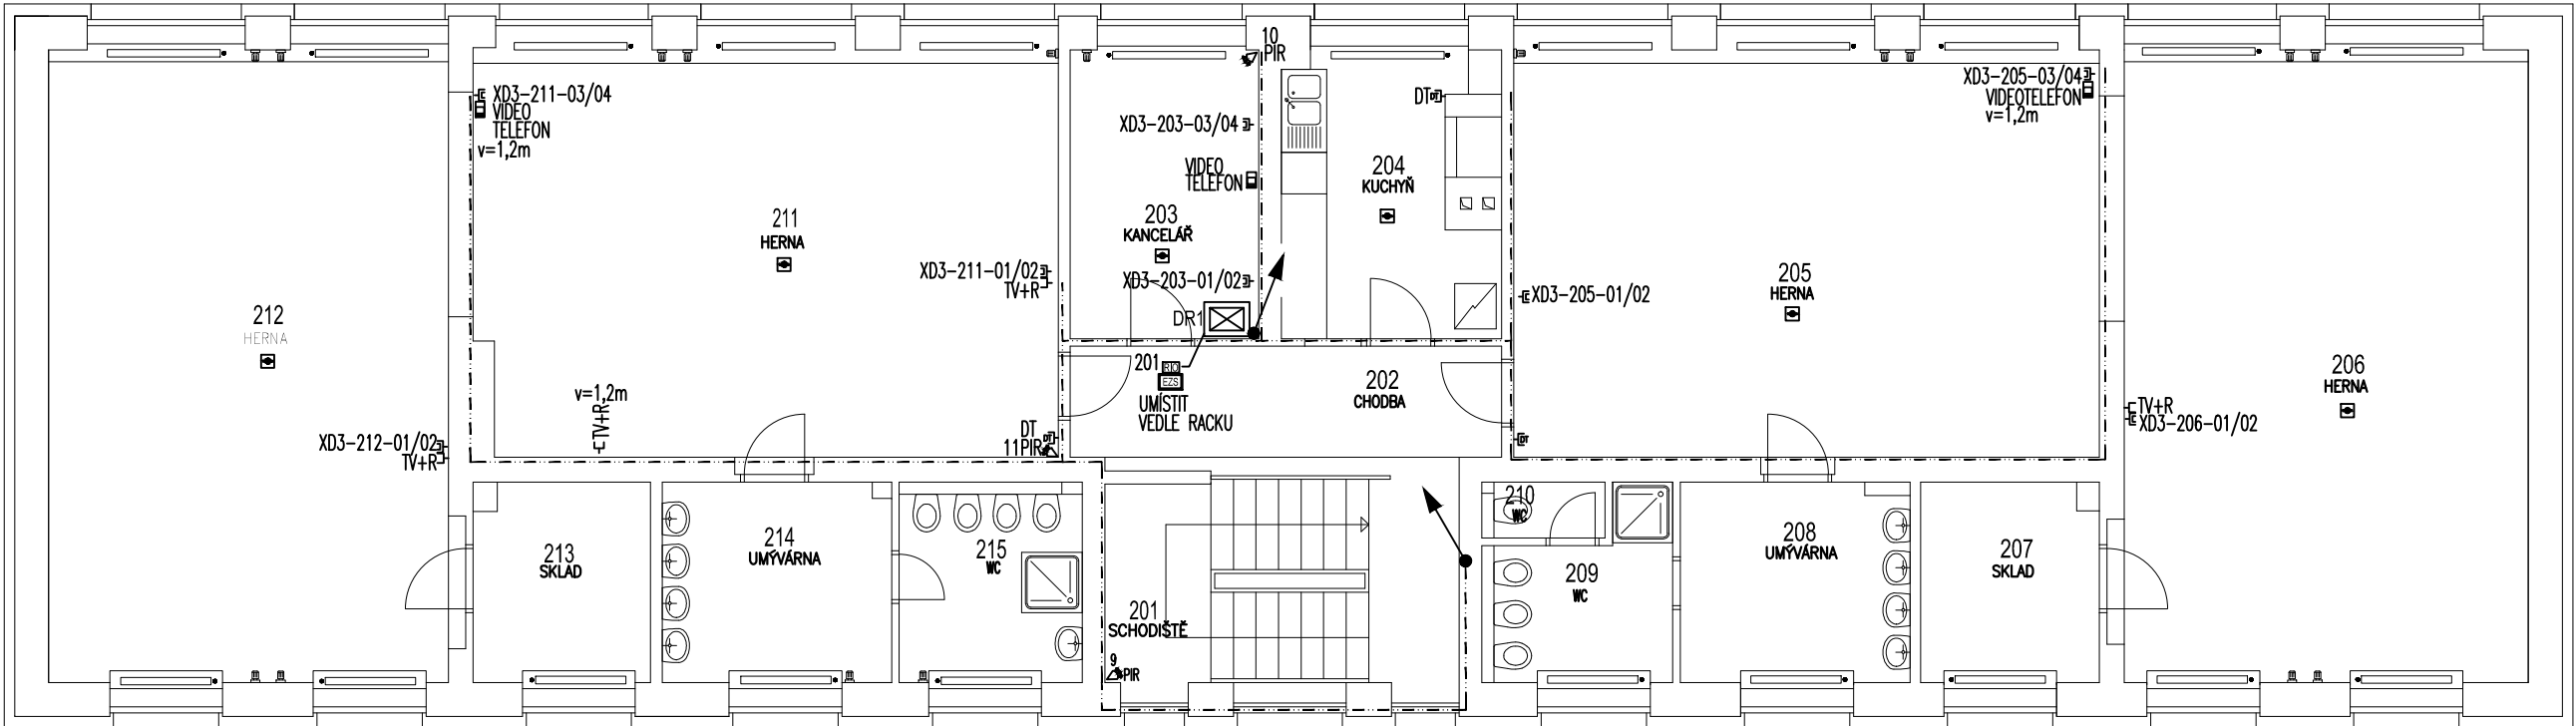 10
PIR
XD3-211-03/04
VIDEO
TELEFON
v=1,2m
XD3-203-03/04
VIDEO
TELEFON
DT
DT
XD3-205-03/04
VIDEOTELEFON
v=1,2m
204
KUCHYŇ
211
HERNA
203
KANCELÁŘ
XD3-211-01/02
TV+R
XD3-203-01/02
DR1
205
HERNA
XD3-205-01/02
212
HERNA
201
RIO
EZS
UMÍSTIT
VEDLE RACKU
202
CHODBA
206
HERNA
v=1,2m
TV+R
TV+R
XD3-206-01/02
XD3-212-01/02
TV+R
DT
DT
11PIR
DT
213
SKLAD
214
UMÝVÁRNA
215
WC
210
WC
209
WC
208
UMÝVÁRNA
207
SKLAD
201
SCHODIŠTĚ
9
PIR